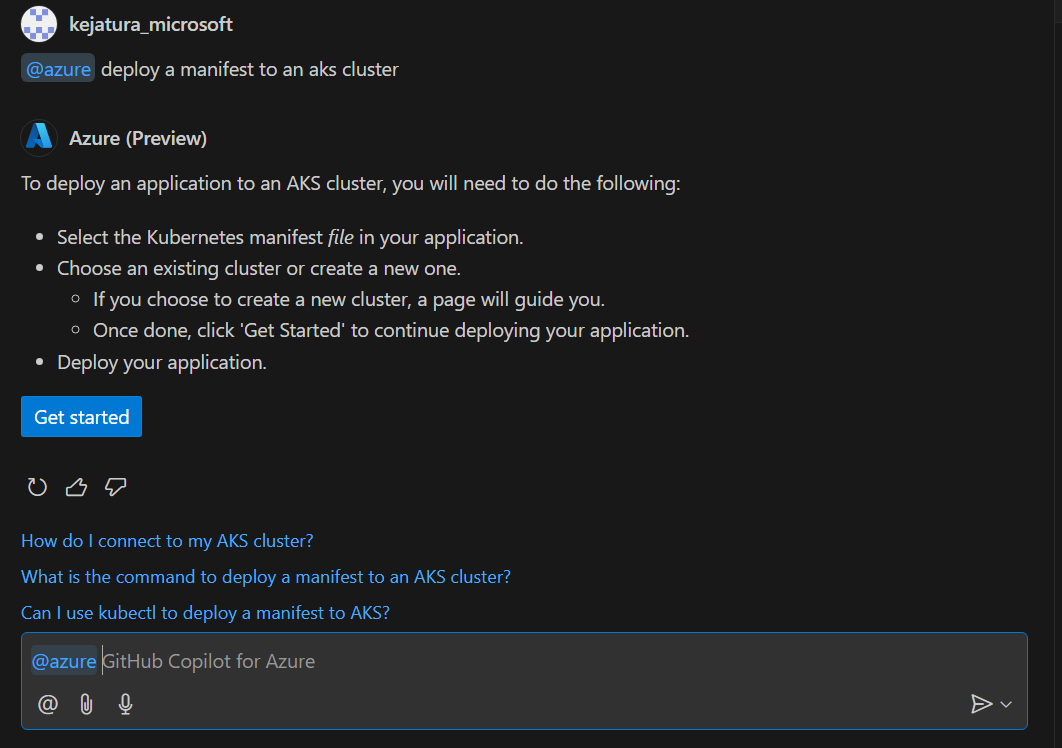 kejatura_microsoft
@azure deploy a manifest to an aks cluster
Azure (Preview)
To deploy an application to an AKS cluster, you will need to do the following:
Select the Kubernetes manifest file in your application.
Choose an existing cluster or create a new one.
If you choose to create a new cluster, a page will guide you.
Once done, click 'Get Started' to continue deploying your application.
Deploy your application.
Get started
How do I connect to my AKS cluster?
What is the command to deploy a manifest to an AKS cluster?
Can I use kubectl to deploy a manifest to AKS?
@azure GitHub Copilot for Azure